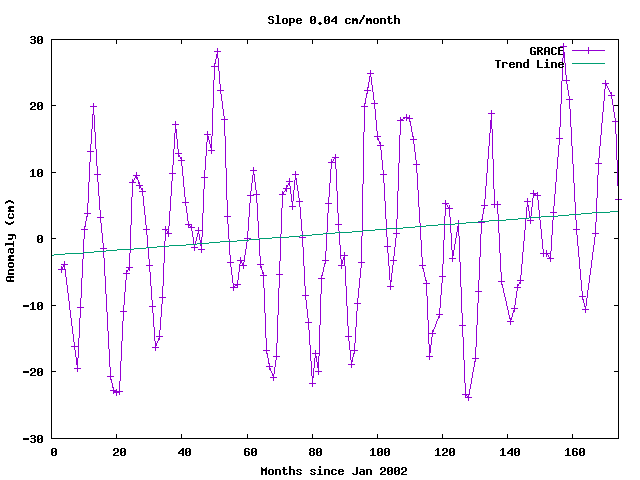 Slope 0.04 cm/month
GRACE
Trend Line
30
20
10
0
-10
-20
-30
Anomaly (cm)
0 20 40 60 80 100 120 140 160
Months since Jan 2002